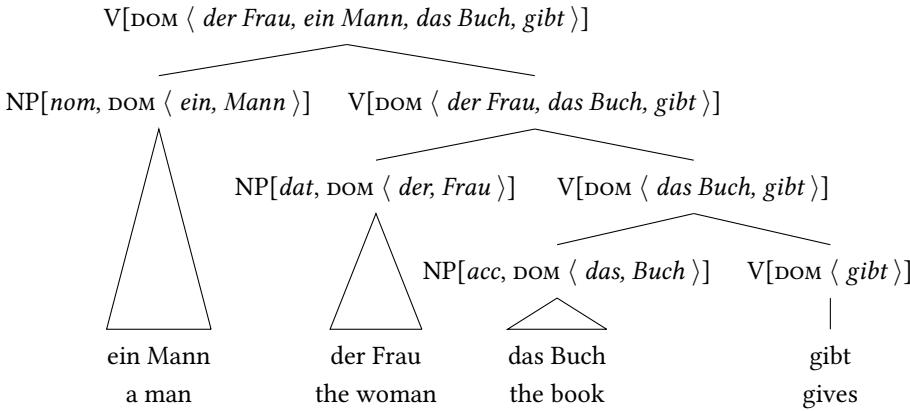 V[DOM ⟨ der Frau, ein Mann, das Buch, gibt ⟩]
NP[nom, DOM ⟨ ein, Mann ⟩] V[DOM ⟨ der Frau, das Buch, gibt ⟩]
NP[dat, DOM ⟨ der, Frau ⟩] V[DOM ⟨ das Buch, gibt ⟩]
NP[acc, DOM ⟨ das, Buch ⟩] V[DOM ⟨ gibt ⟩]
ein Mann der Frau das Buch gibt
a man the woman the book gives